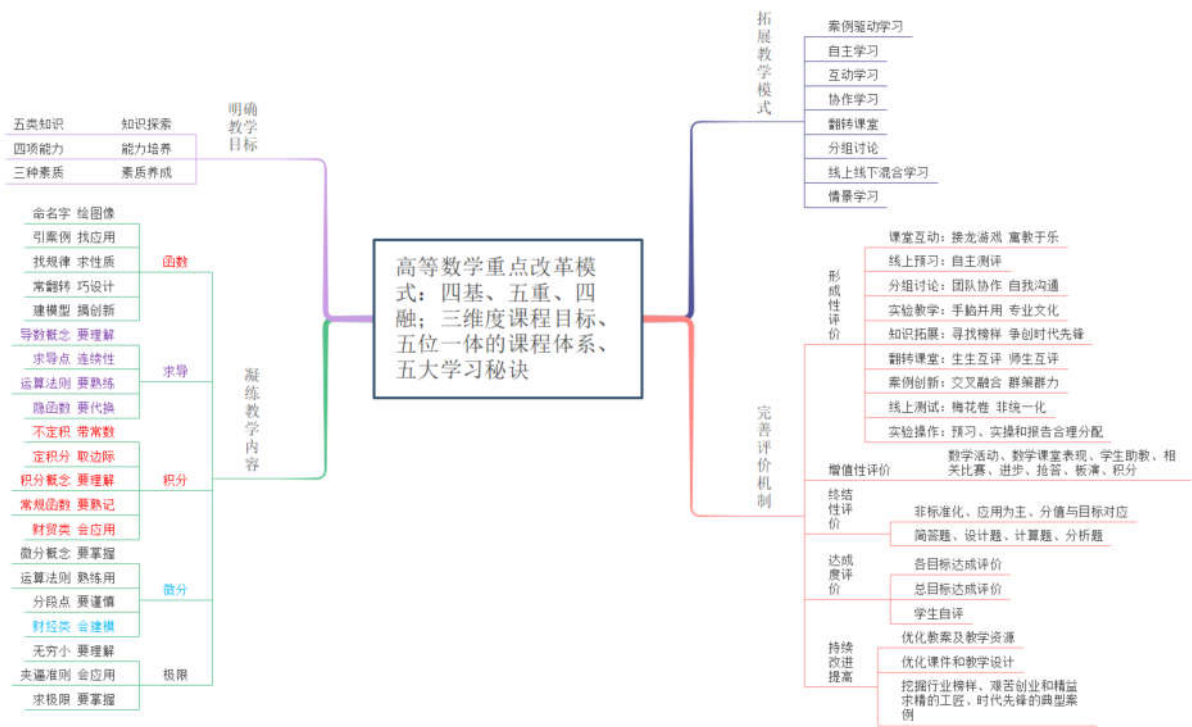 高等数学重点改革模
式：四基、五重、四
融；三维度课程目标、
五位一体的课程体系、
五大学习秘诀
明确
教学
目标
五类知识 知识探索
四项能力 能力培养
三种素质 素质养成
凝练教学内容
函数
命名字 绘图像
引案例 找应用
找规律 求性质
常翻转 巧设计
建模型 搞创新
求导
导数概念 要理解
求导点 连续性
运算法则 要熟练
隐函数 要代换
积分
不定积 带常数
定积分 取边际
积分概念 要理解
常规函数 要熟记
财贸类 会应用
微分
微分概念 要掌握
运算法则 熟练用
分段点 要谨慎
财经类 会建模
极限
无穷小 要理解
夹逼准则 会应用
求极限 要掌握
拓展教学模式
案例驱动学习
自主学习
互动学习
协作学习
翻转课堂
分组讨论
线上线下混合学习
情景学习
完善评价机制
形成性评价
课堂互动：接龙游戏 寓教于乐
线上预习：自主测评
分组讨论：团队协作 自我沟通
实验教学：手脑并用 专业文化
知识拓展：寻找榜样 争创时代先锋
翻转课堂：生生互评 师生互评
案例创新：交叉融合 群策群力
线上测试：梅花卷 非统一化
实验操作：预习、实操和报告合理分配
增值性评价
数学活动、数学课堂表现、学生助教、相
关比赛、进步、抢答、板演、积分
终结
性评
价
非标准化、应用为主、分值与目标对应
简答题、设计题、计算题、分析题
达成
度评
价
各目标达成评价
总目标达成评价
学生自评
持续
改进
提高
优化教案及教学资源
优化课件和教学设计
挖掘行业榜样、艰苦创业和精益
求精的工匠、时代先锋的典型案
例